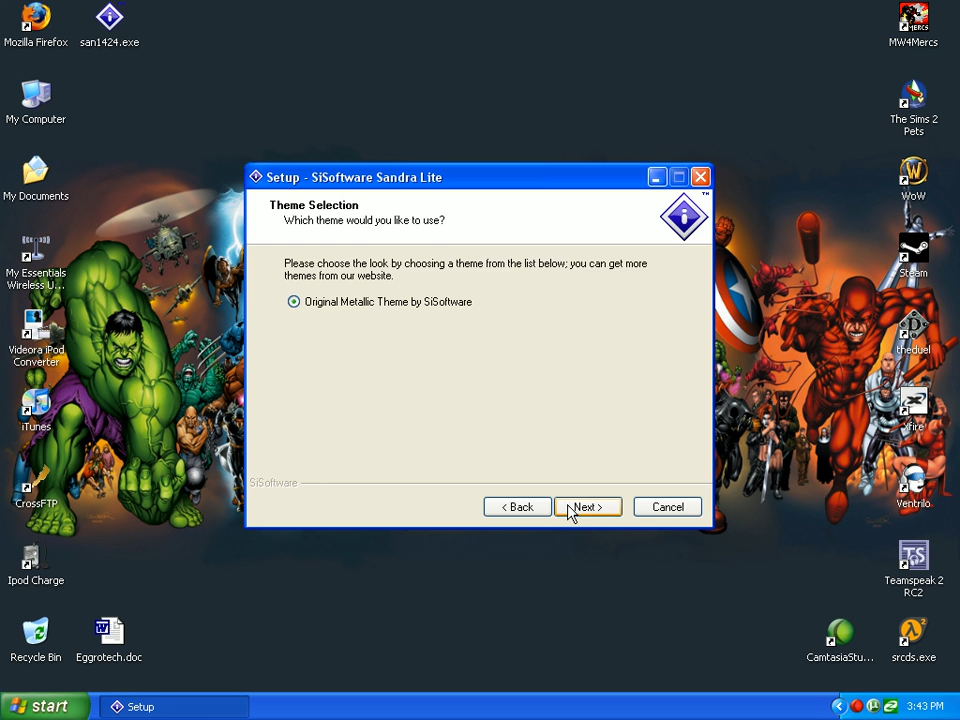 Mozilla Firefox
san1424.exe
MW4Mercs
My Computer
The Sims 2
Pets
My Documents
WoW
My Essentials
Wireless U...
Steam
Videora iPod
Converter
theduel
iTunes
Xfire
CrossFTP
Ventrilo
Ipod Charge
Teamspeak 2
RC2
Recycle Bin
Eggrotech.doc
CamtasiaStu...
srcds.exe
Setup - SiSoftware Sandra Lite
Theme Selection
Which theme would you like to use?
TM
Please choose the look by choosing a theme from the list below; you can get more
themes from our website.
Original Metallic Theme by SiSoftware
SiSoftware
< Back
Next >
Cancel
start
Setup
3:43 PM